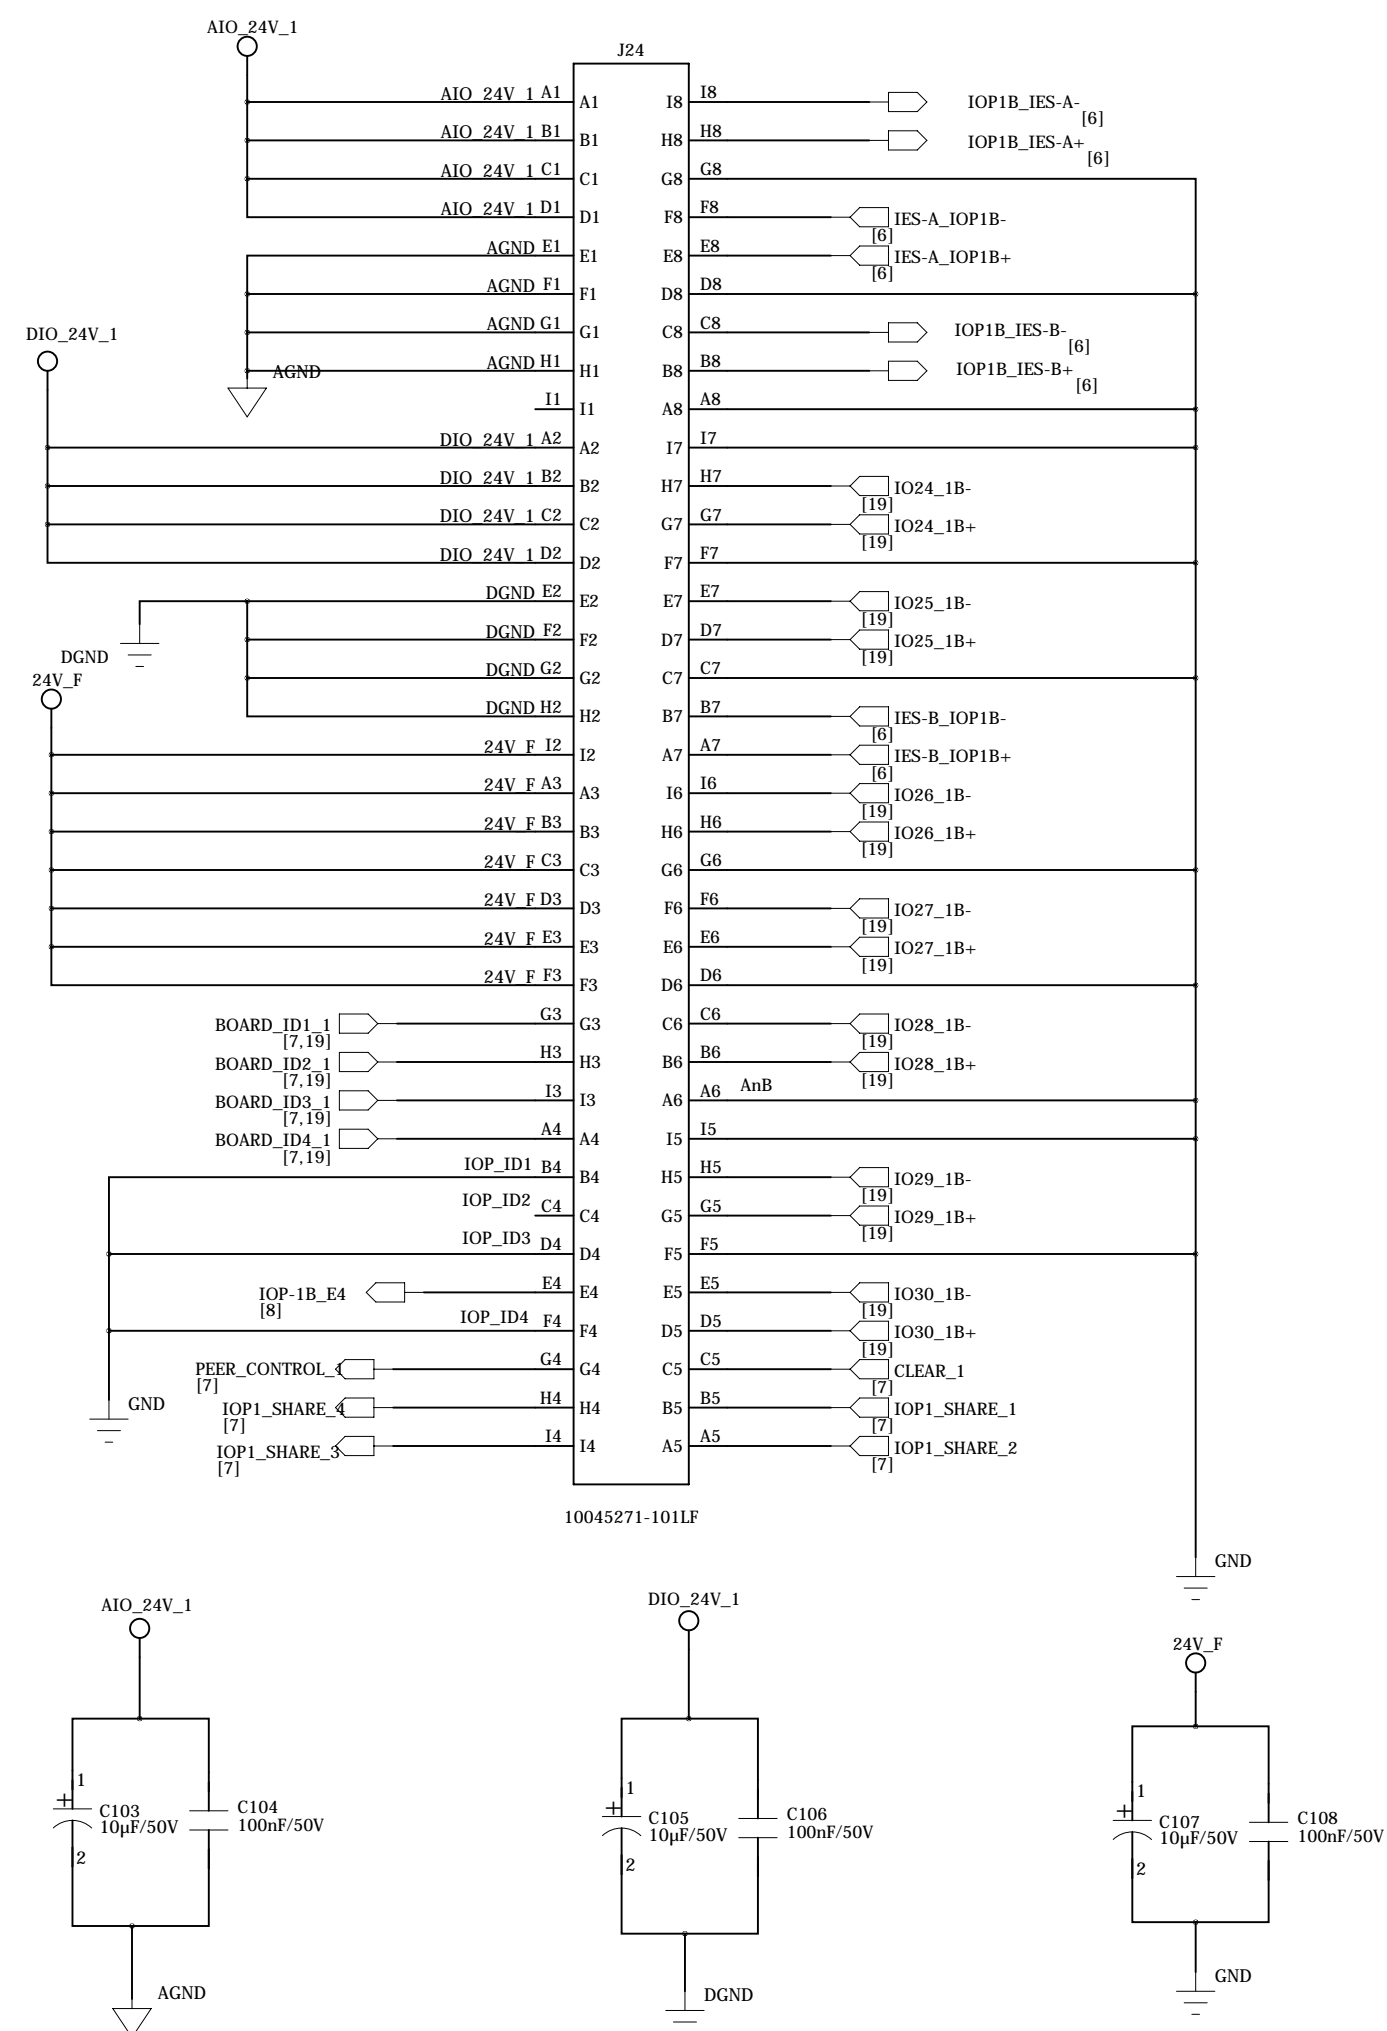 AIO_24V_1
J24
AIO_24V_1 A1 A1 I8 I8 IOP1B_IES-A- [6]
AIO_24V_1 B1 B1 H8 H8 IOP1B_IES-A+ [6]
AIO_24V_1 C1 C1 G8 G8
AIO_24V_1 D1 D1 F8 F8 IES-A_IOP1B- [6]
AGND E1 E1 E8 E8 IES-A_IOP1B+ [6]
AGND F1 F1 D8 D8
DIO_24V_1
AGND G1 G1 C8 C8 IOP1B_IES-B- [6]
AGND AGND H1 H1 B8 B8 IOP1B_IES-B+ [6]
I1 I1 A8 A8
DIO_24V_1 A2 A2 I7 I7
DIO_24V_1 B2 B2 H7 H7 IO24_1B- [19]
DIO_24V_1 C2 C2 G7 G7 IO24_1B+ [19]
DIO_24V_1 D2 D2 F7 F7
DGND E2 E2 E7 E7 IO25_1B- [19]
DGND F2 F2 D7 D7 IO25_1B+ [19]
DGND
DGND G2 G2 C7 C7
24V_F
DGND H2 H2 B7 B7 IES-B_IOP1B- [6]
24V_F I2 I2 A7 A7 IES-B_IOP1B+ [6]
24V_F A3 A3 I6 I6 IO26_1B- [19]
24V_F B3 B3 H6 H6 IO26_1B+ [19]
24V_F C3 C3 G6 G6
24V_F D3 D3 F6 F6 IO27_1B- [19]
24V_F E3 E3 E6 E6 IO27_1B+ [19]
24V_F F3 F3 D6 D6
BOARD_ID1_1 [7,19] G3 G3 C6 C6 IO28_1B- [19]
BOARD_ID2_1 [7,19] H3 H3 B6 B6 IO28_1B+ [19]
BOARD_ID3_1 [7,19] I3 I3 A6 A6 AnB
BOARD_ID4_1 [7,19] A4 A4 I5 I5
IOP_ID1 B4 B4 H5 H5 IO29_1B- [19]
IOP_ID2 C4 C4 G5 G5 IO29_1B+ [19]
IOP_ID3 D4 D4 F5 F5
IOP-1B_E4 [8] E4 E4 E5 E5 IO30_1B- [19]
IOP_ID4 F4 F4 D5 D5 IO30_1B+ [19]
PEER_CONTROL_1 [7] G4 G4 C5 C5 CLEAR_1 [7]
GND
IOP1_SHARE_4 [7] H4 H4 B5 B5 IOP1_SHARE_1 [7]
IOP1_SHARE_3 [7] I4 I4 A5 A5 IOP1_SHARE_2 [7]
10045271-101LF
GND
AIO_24V_1
1
+
C103
10µF/50V
2
C104
100nF/50V
AGND
DIO_24V_1
1
+
C105
10µF/50V
2
C106
100nF/50V
DGND
24V_F
1
+
C107
10µF/50V
2
C108
100nF/50V
GND